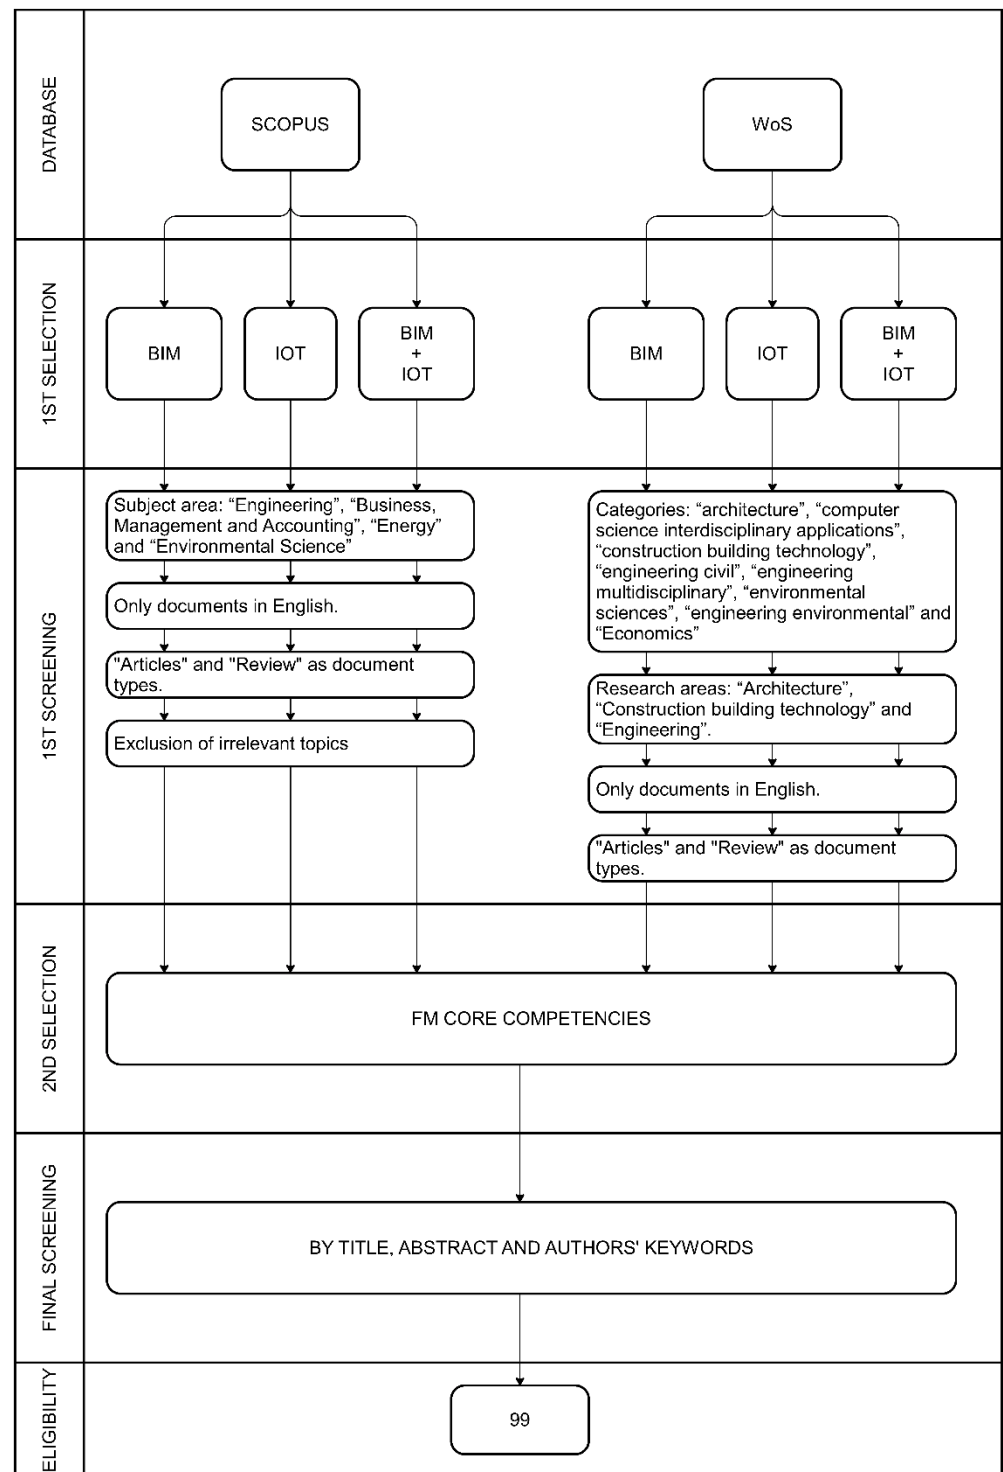 DATABASE
SCOPUS
WoS
1ST SELECTION
BIM
IOT
BIM
+
IOT
BIM
IOT
BIM
+
IOT
1ST SCREENING
Subject area: “Engineering”, “Business,
Management and Accounting”, “Energy”
and “Environmental Science”
Only documents in English.
"Articles" and "Review" as document
types.
Exclusion of irrelevant topics
Categories: “architecture”, “computer
science interdisciplinary applications”,
“construction building technology”,
“engineering civil”, “engineering
multidisciplinary”, “environmental
sciences”, “engineering environmental” and
“Economics”
Research areas: “Architecture”,
“Construction building technology” and
“Engineering”.
Only documents in English.
"Articles" and "Review" as document
types.
2ND SELECTION
FM CORE COMPETENCIES
FINAL SCREENING
BY TITLE, ABSTRACT AND AUTHORS' KEYWORDS
ELIGIBILITY
99